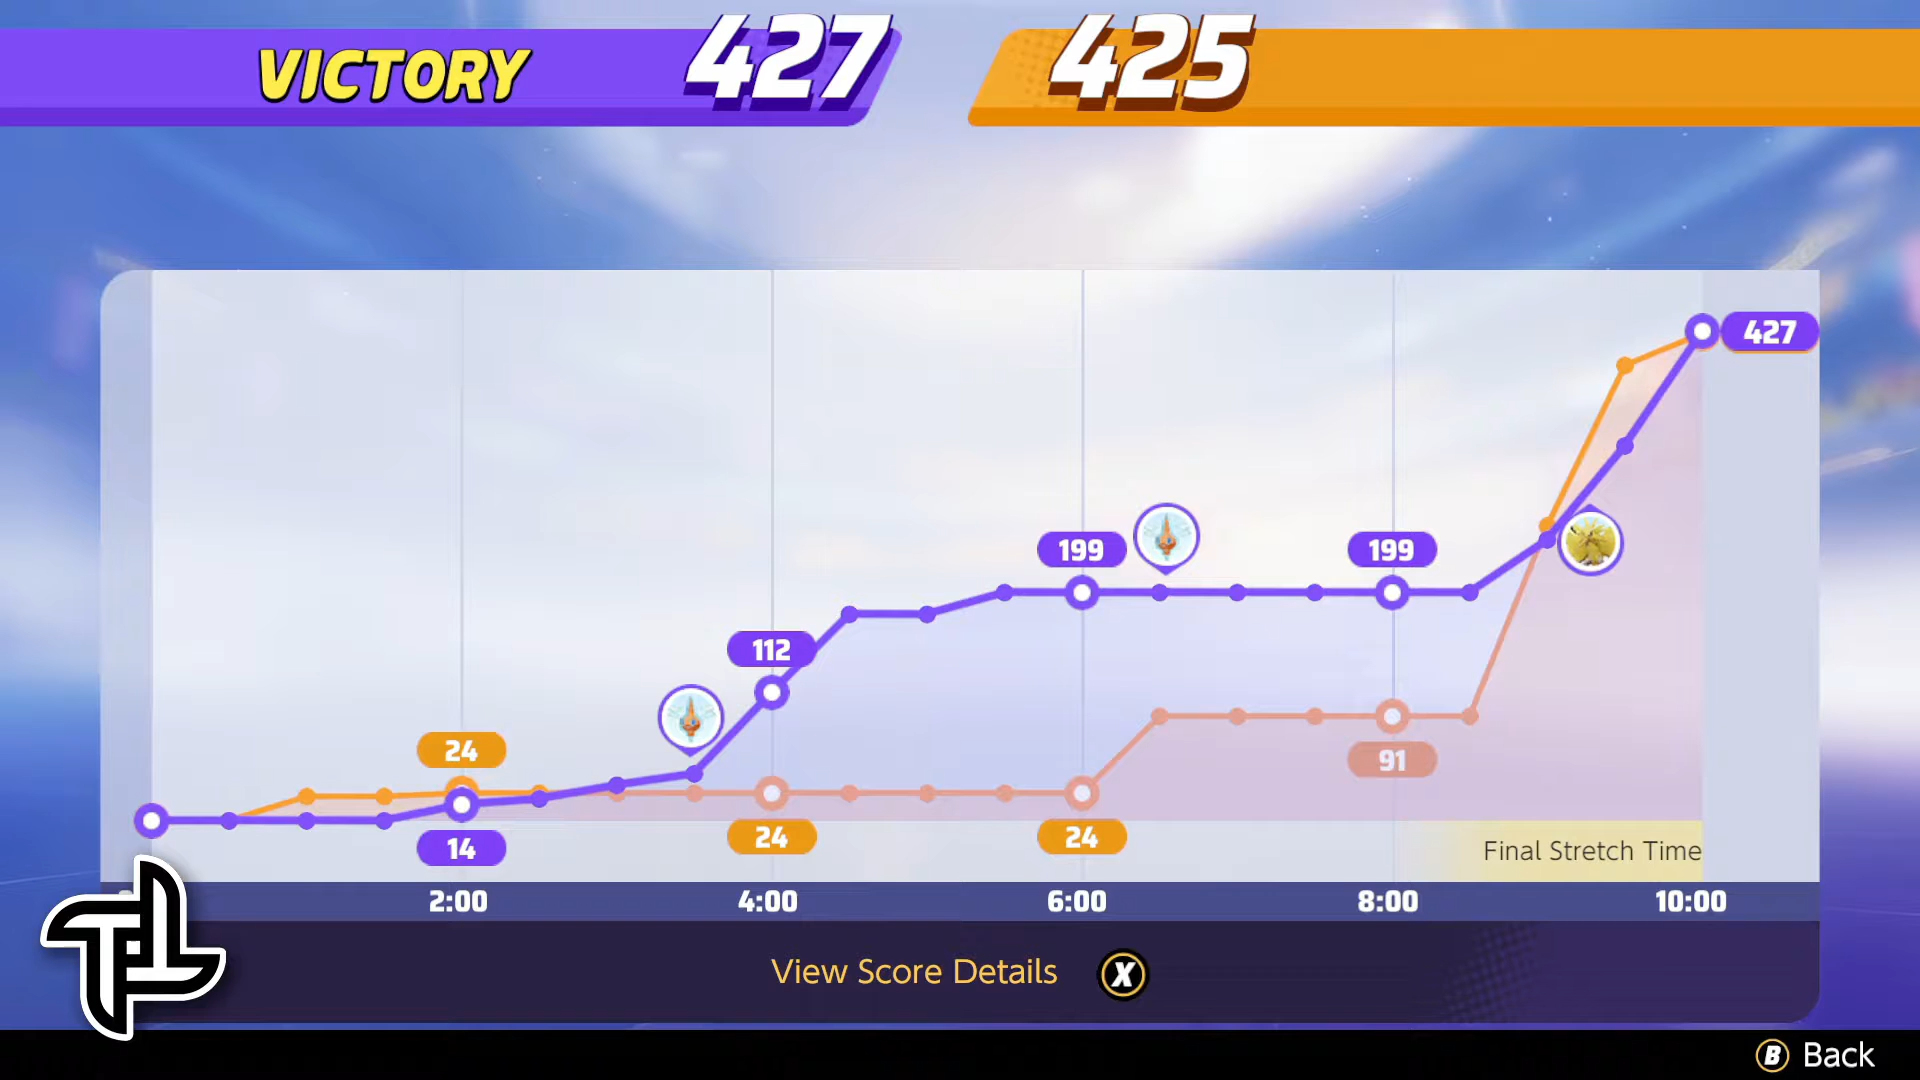 VICTORY 427 425
427
199 199
112
24
91
24 24
14
Final Stretch Time
2:00 4:00 6:00 8:00 10:00
View Score Details X
B Back